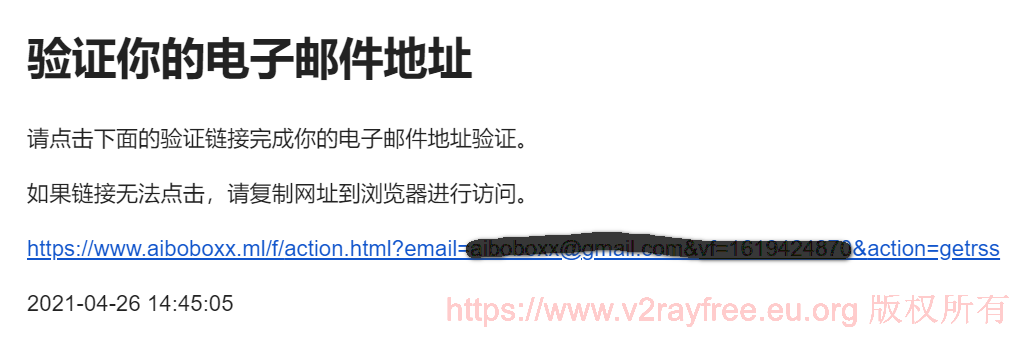 验证你的电子邮件地址
请点击下面的验证链接完成你的电子邮件地址验证。
如果链接无法点击，请复制网址到浏览器进行访问。
https://www.aiboboxx.ml/f/action.html?email=&action=getrss
2021-04-26 14:45:05
https://www.v2rayfree.eu.org 版权所有